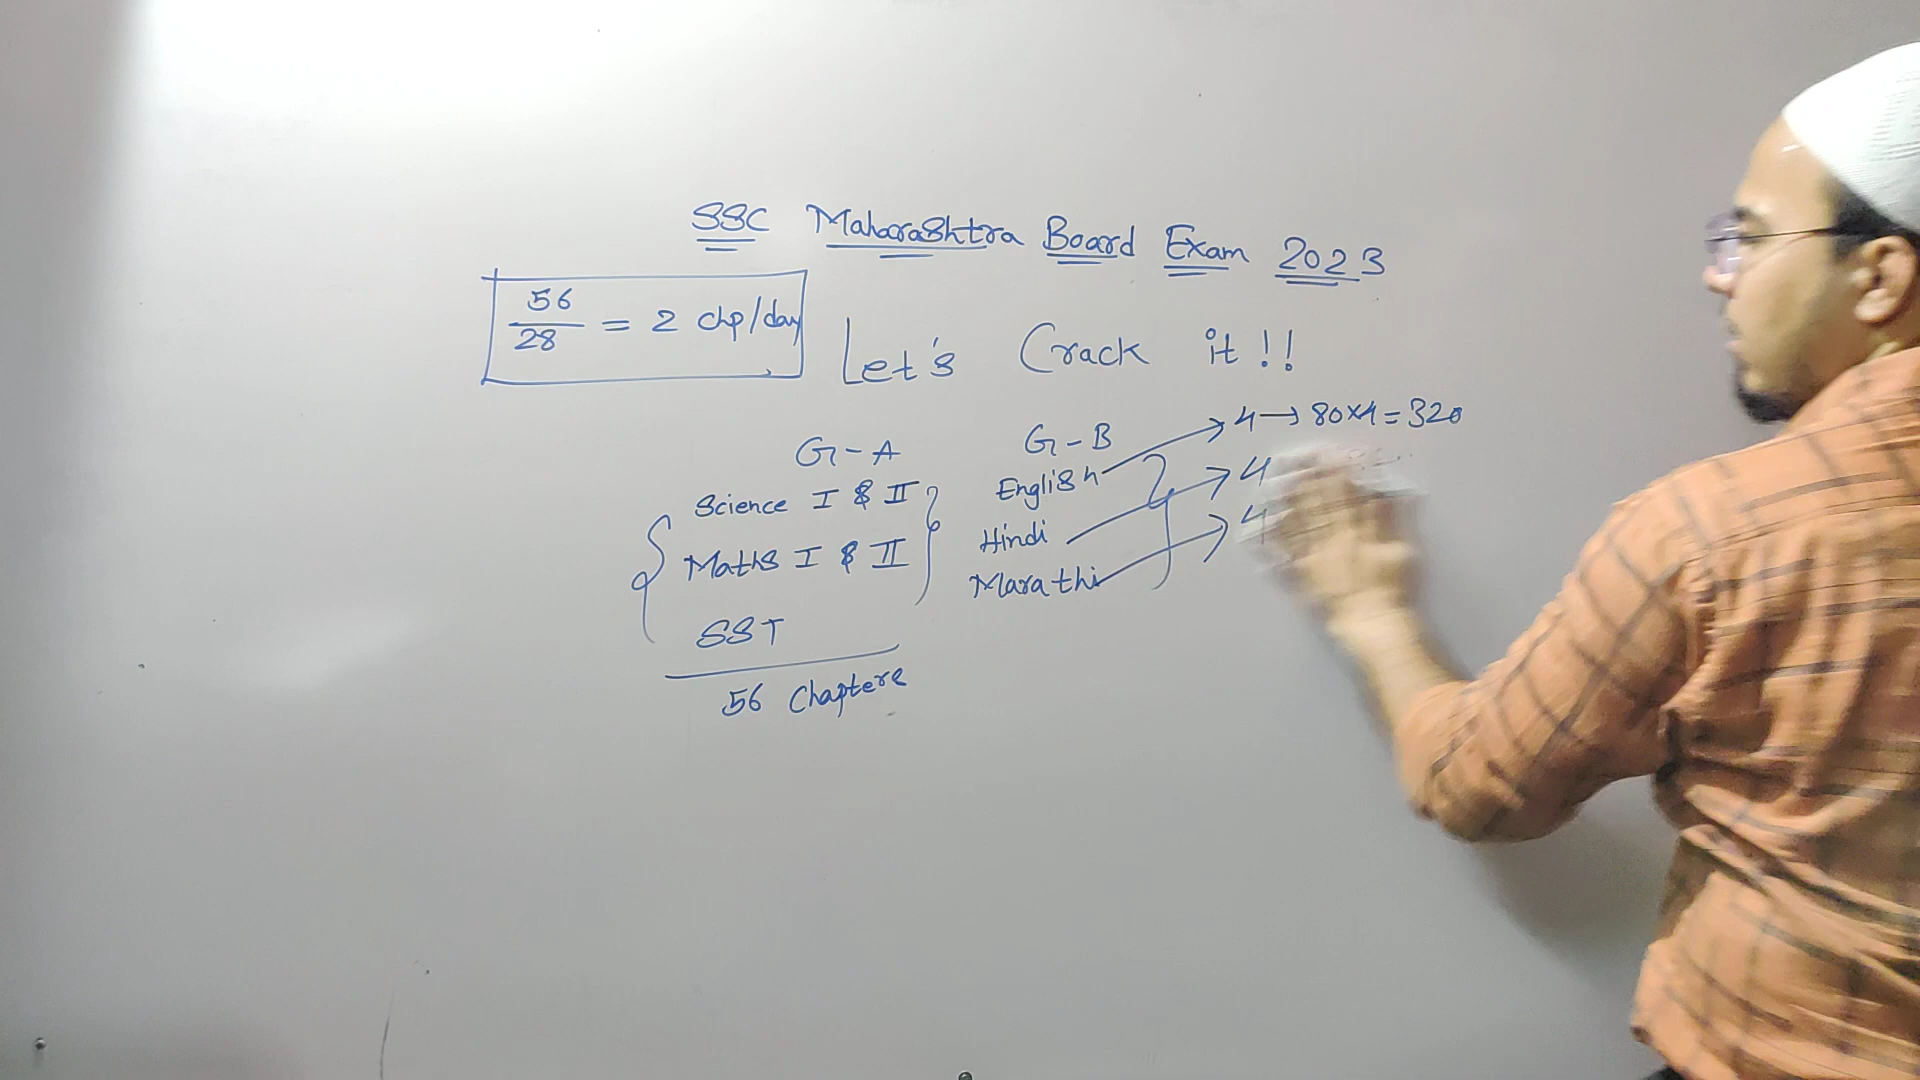 SSC Maharashtra Board Exam 2023
56
28
= 2 chp/day
Let's Crack it!!
G-A
Science I & II
Maths I & II
SST
56 Chapters
G-B
English → 4 → 80×4=320
Hindi → 4
Marathi → 4